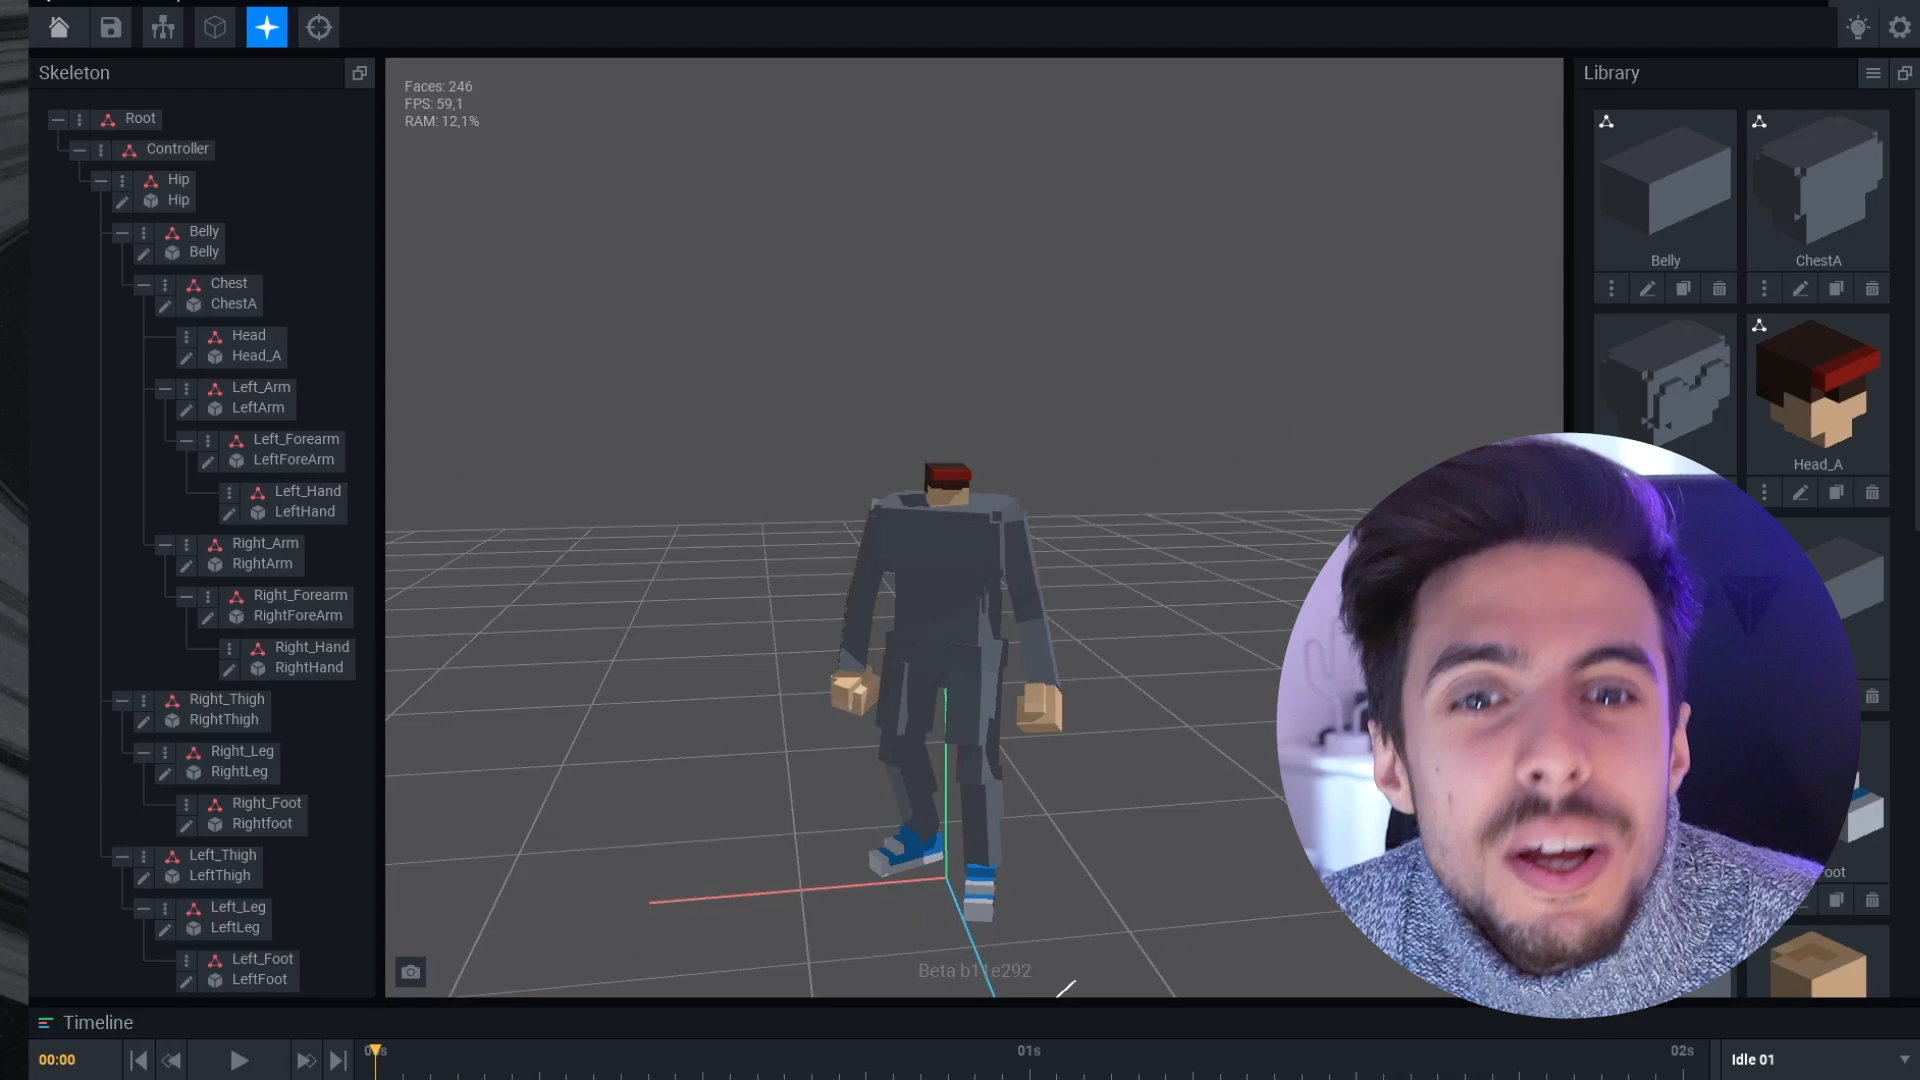 Skeleton
Root
Controller
Hip
Hip
Belly
Belly
Chest
ChestA
Head
Head_A
Left_Arm
LeftArm
Left_Forearm
LeftForeArm
Left_Hand
LeftHand
Right_Arm
RightArm
Right_Forearm
RightForeArm
Right_Hand
RightHand
Right_Thigh
RightThigh
Right_Leg
RightLeg
Right_Foot
Rightfoot
Left_Thigh
LeftThigh
Left_Leg
LeftLeg
Left_Foot
LeftFoot
Faces: 246
FPS: 59,1
RAM: 12,1%
Beta b11e292
Library
Belly
ChestA
Head_A
Timeline
00:00
01s
02s
Idle 01